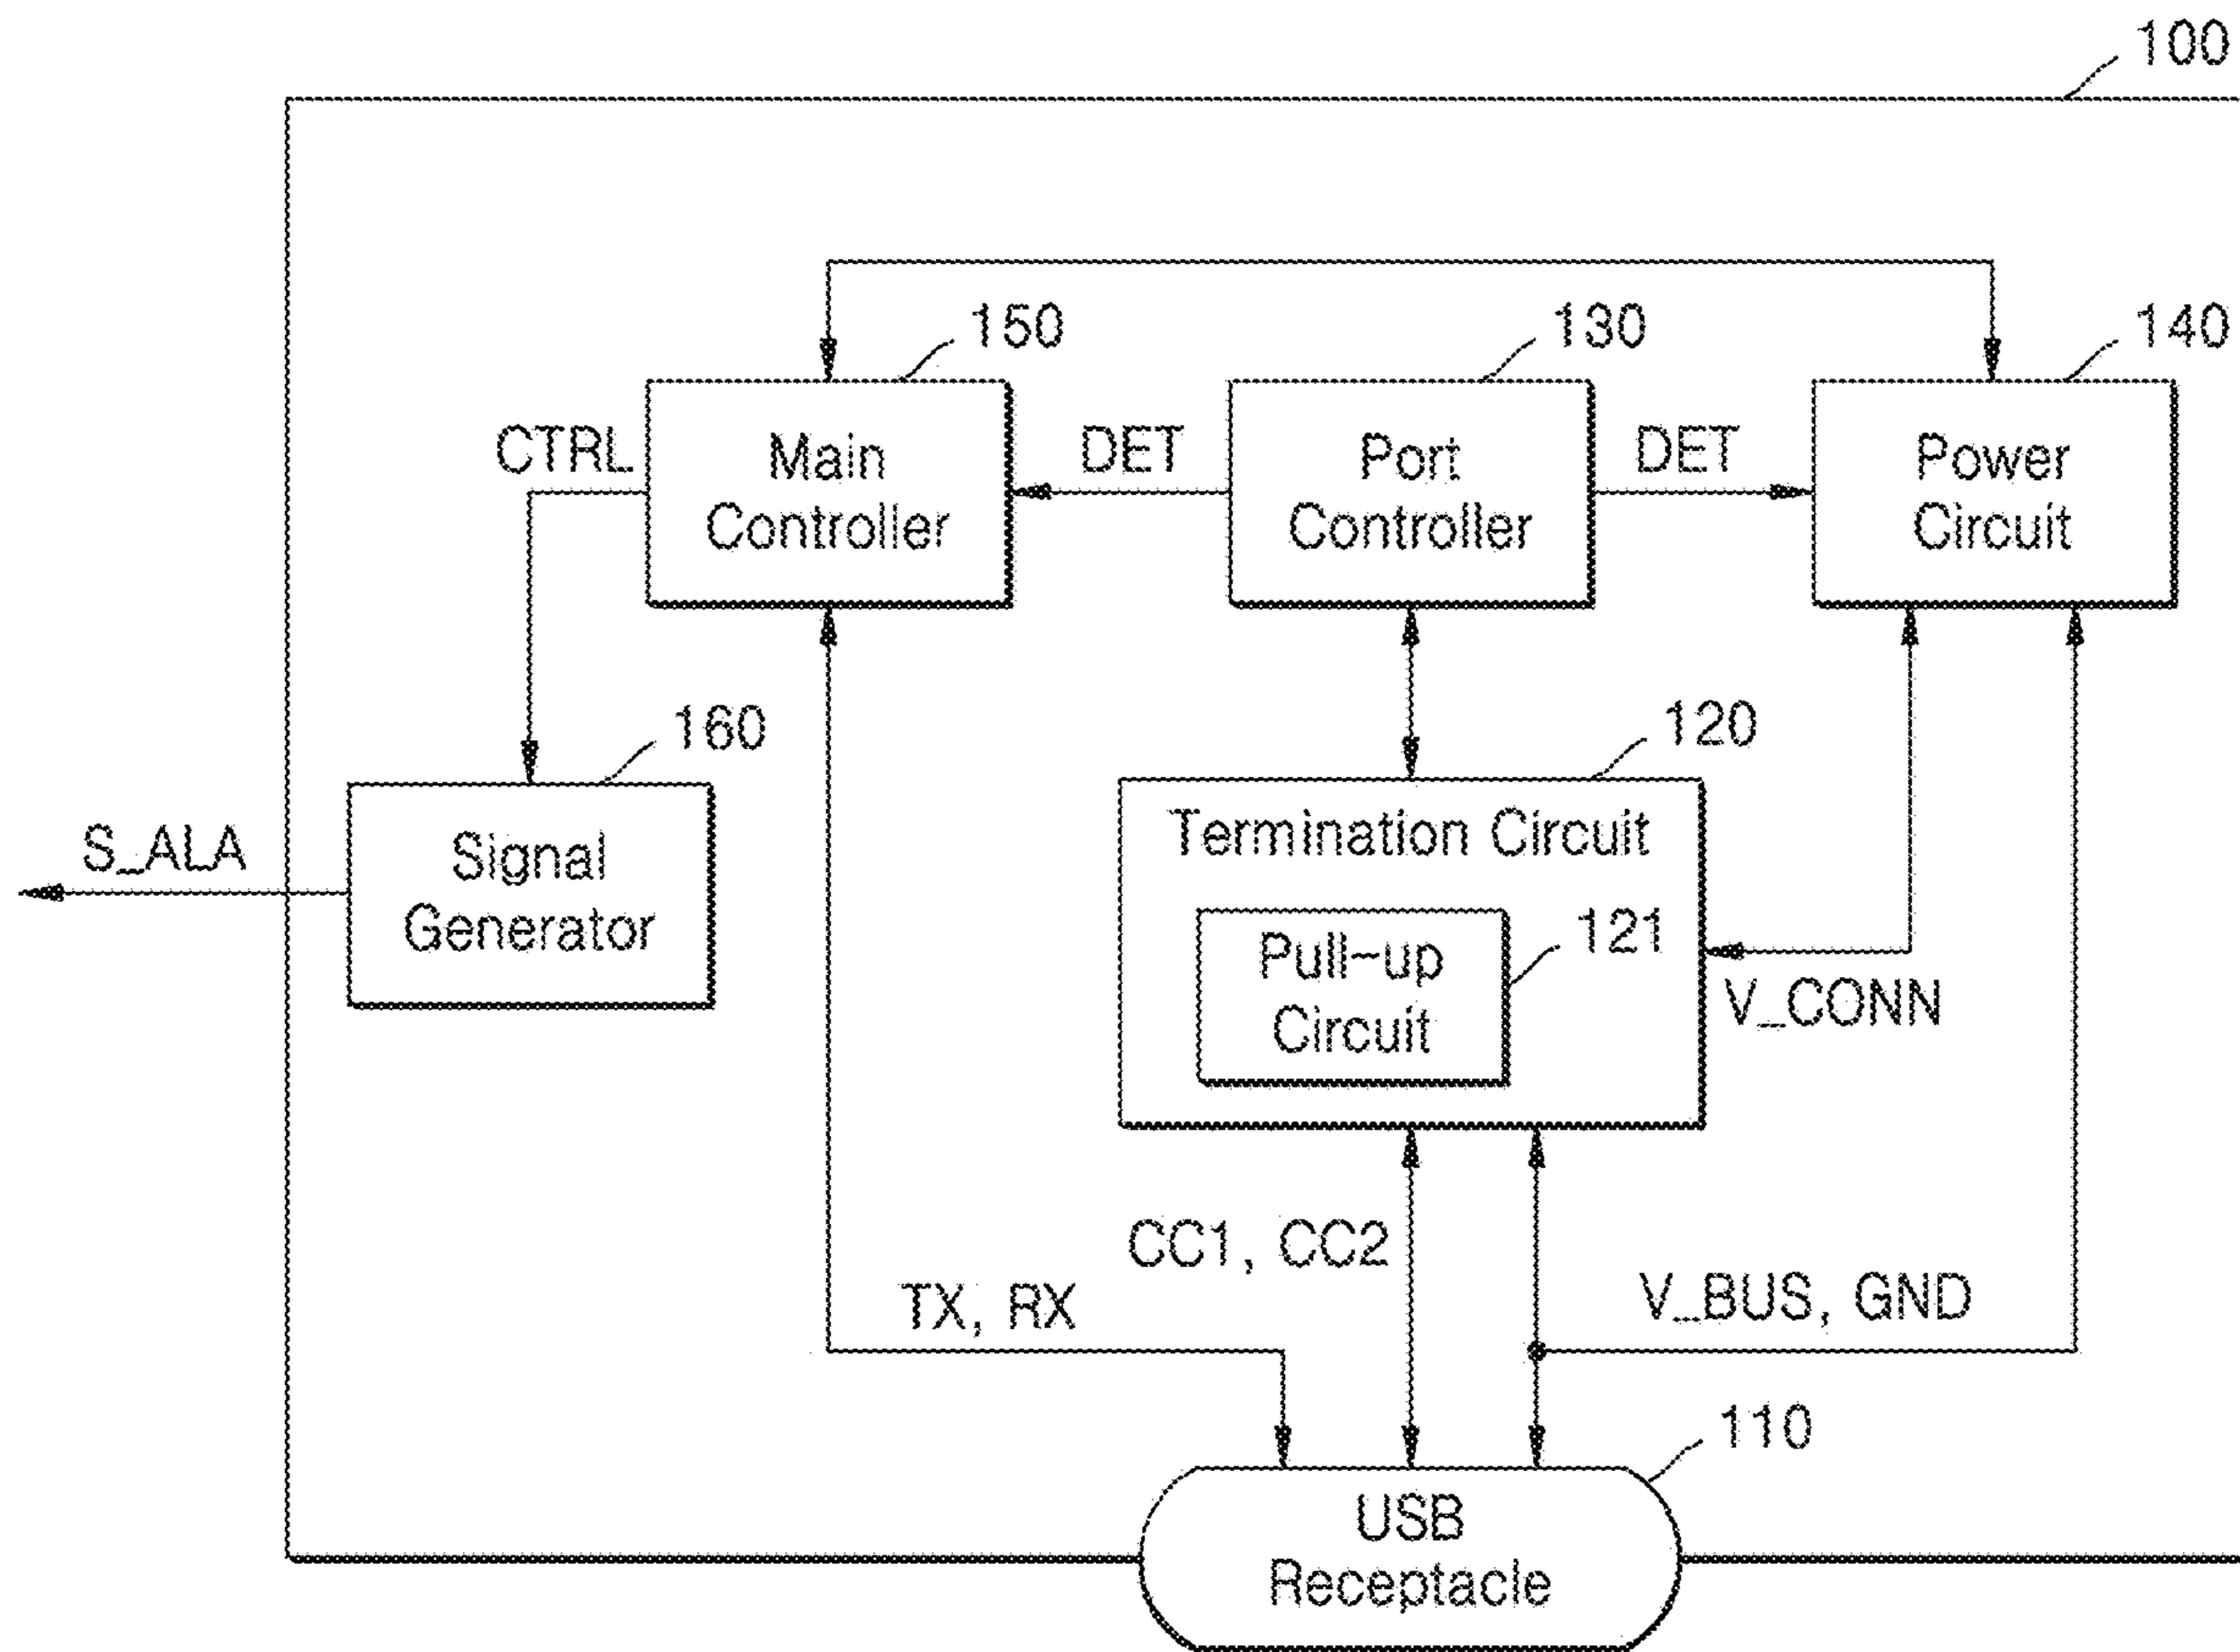 100
150
130
140
CTRL
Main
Controller
DET
Port
Controller
DET
Power
Circuit
160
120
S_ALA
Signal
Generator
Termination Circuit
121
Pull-up
Circuit
V_CONN
CC1, CC2
TX, RX
V_BUS, GND
110
USB
Receptacle